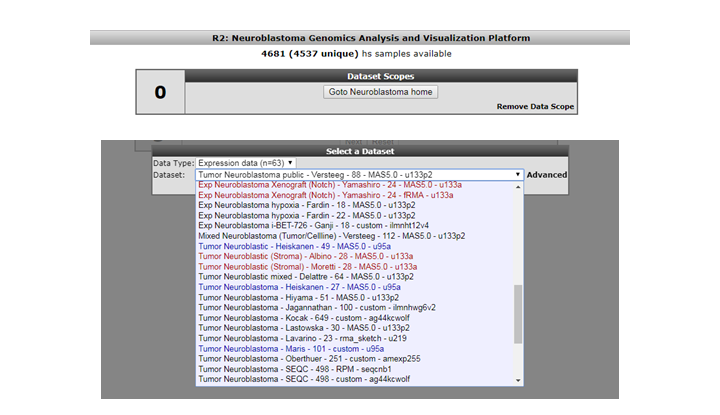 R2: Neuroblastoma Genomics Analysis and Visualization Platform
4681 (4537 unique) hs samples available
0
Dataset Scopes
Goto Neuroblastoma home
Remove Data Scope
Select a Dataset
Data Type: Expression data (n=63)
Dataset: Tumor Neuroblastoma public - Versteeg - 88 - MAS5.0 - u133p2 Advanced
Exp Neuroblastoma Xenograft (Notch) - Yamashiro - 24 - MAS5.0 - u133a
Exp Neuroblastoma Xenograft (Notch) - Yamashiro - 24 - fRMA - u133a
Exp Neuroblastoma hypoxia - Fardin - 18 - MAS5.0 - u133p2
Exp Neuroblastoma hypoxia - Fardin - 22 - MAS5.0 - u133p2
Exp Neuroblastoma i-BET-726 - Ganji - 18 - custom - ilmnht12v4
Mixed Neuroblastoma (Tumor/Cellline) - Versteeg - 112 - MAS5.0 - u133p2
Tumor Neuroblastic - Heiskanen - 49 - MAS5.0 - u95a
Tumor Neuroblastic (Stroma) - Albino - 28 - MAS5.0 - u133a
Tumor Neuroblastic (Stromal) - Moretti - 28 - MAS5.0 - u133a
Tumor Neuroblastic mixed - Delattre - 64 - MAS5.0 - u133p2
Tumor Neuroblastoma - Heiskanen - 27 - MAS5.0 - u95a
Tumor Neuroblastoma - Hiyama - 51 - MAS5.0 - u133p2
Tumor Neuroblastoma - Jagannathan - 100 - custom - ilmnhwg6v2
Tumor Neuroblastoma - Kocak - 649 - custom - ag44kcwolf
Tumor Neuroblastoma - Lastowska - 30 - MAS5.0 - u133p2
Tumor Neuroblastoma - Lavarino - 23 - rma_sketch - u219
Tumor Neuroblastoma - Maris - 101 - custom - u95a
Tumor Neuroblastoma - Oberthuer - 251 - custom - amexp255
Tumor Neuroblastoma - SEQC - 498 - RPM - seqcnb1
Tumor Neuroblastoma - SEQC - 498 - custom - ag44kcwolf